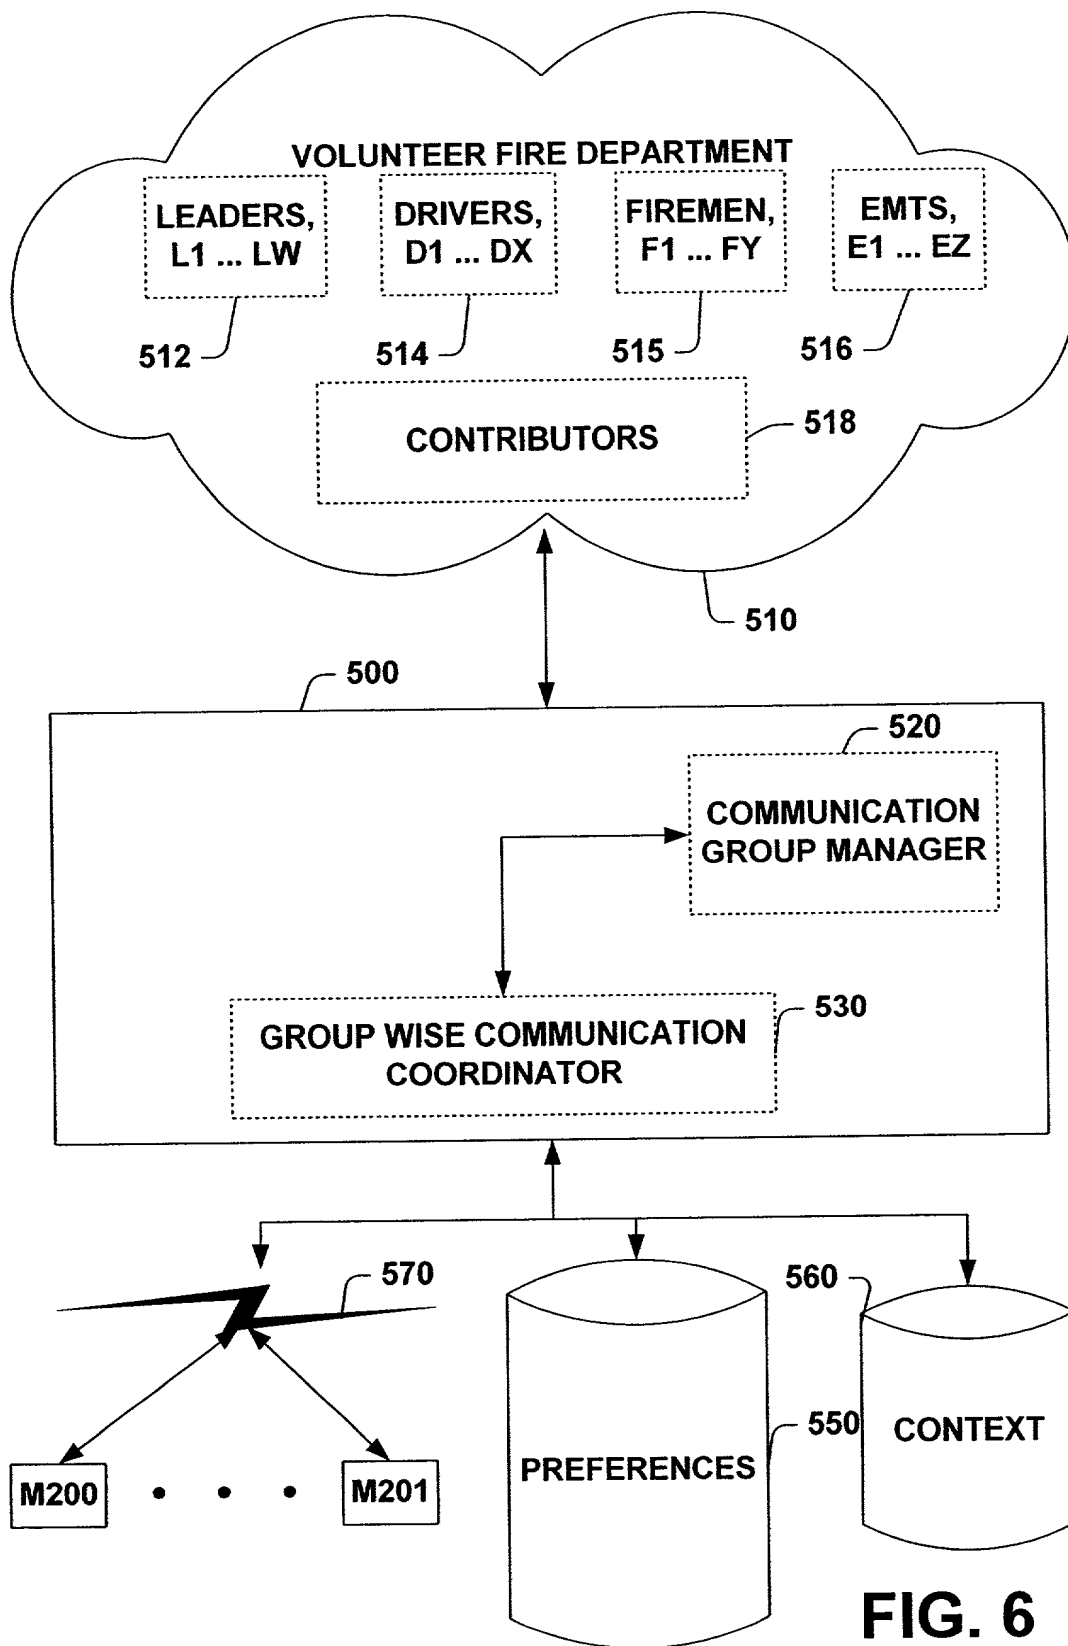 VOLUNTEER FIRE DEPARTMENT
LEADERS,
L1 ... LW
DRIVERS,
D1 ... DX
FIREMEN,
F1 ... FY
EMTS,
E1 ... EZ
512
514
515
516
CONTRIBUTORS
518
510
500
520
COMMUNICATION
GROUP MANAGER
530
GROUP WISE COMMUNICATION
COORDINATOR
570
560
550
M200
M201
PREFERENCES
CONTEXT
FIG. 6